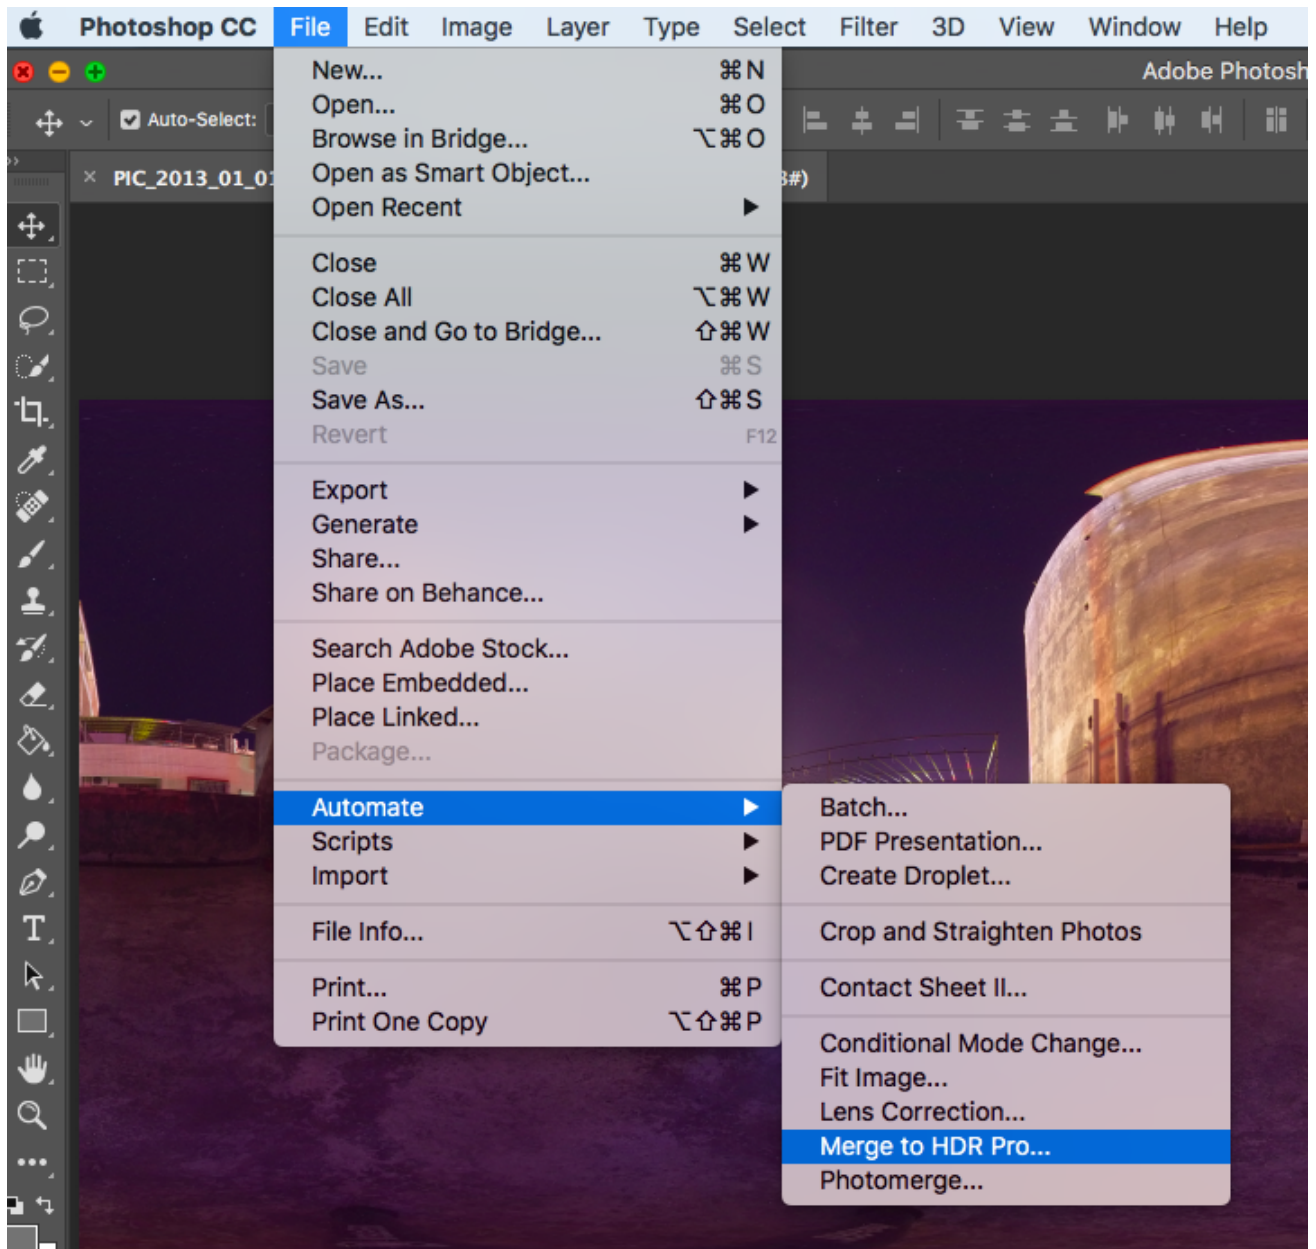 Photoshop CC File Edit Image Layer Type Select Filter 3D View Window Help
Adobe Photosh
Auto-Select:
PIC_2013_01_01
8#)
New... ⌘N
Open... ⌘O
Browse in Bridge... ⌥⌘O
Open as Smart Object...
Open Recent ▶
Close ⌘W
Close All ⌥⌘W
Close and Go to Bridge... ⇧⌘W
Save ⌘S
Save As... ⇧⌘S
Revert F12
Export ▶
Generate ▶
Share...
Share on Behance...
Search Adobe Stock...
Place Embedded...
Place Linked...
Package...
Automate ▶
Scripts ▶
Import ▶
File Info... ⌥⇧⌘I
Print... ⌘P
Print One Copy ⌥⇧⌘P
Batch...
PDF Presentation...
Create Droplet...
Crop and Straighten Photos
Contact Sheet II...
Conditional Mode Change...
Fit Image...
Lens Correction...
Merge to HDR Pro...
Photomerge...